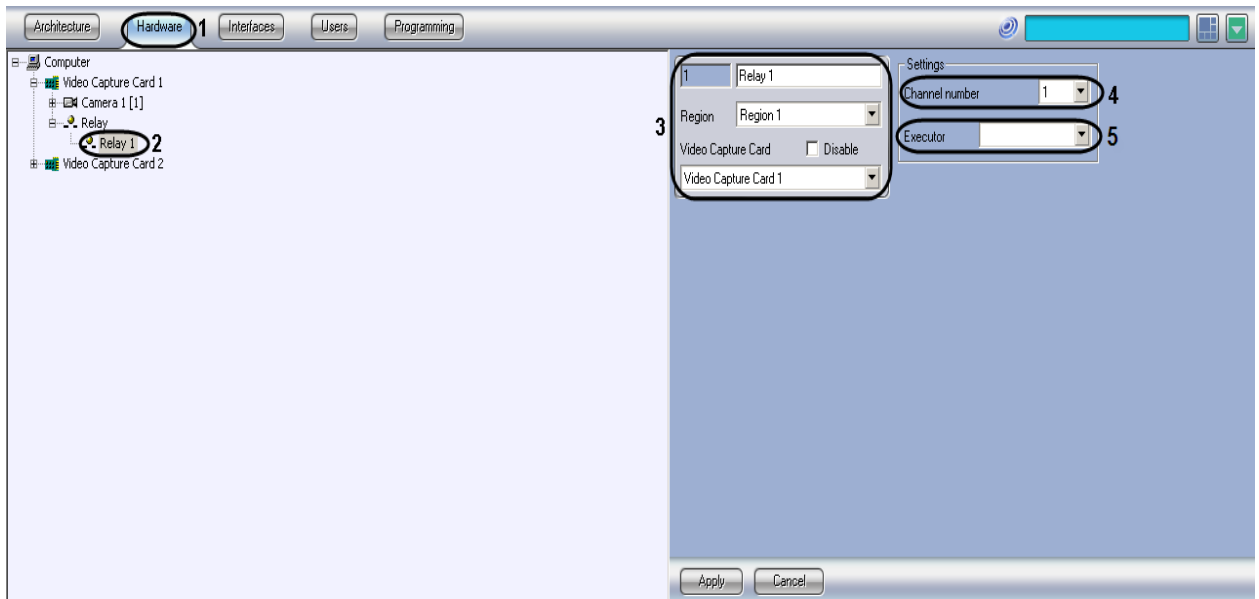 Architecture Hardware 1 Interfaces Users Programming
Computer
Video Capture Card 1
Camera 1 [1]
Relay
Relay 1 2
Video Capture Card 2
3
1 Relay 1
Region Region 1
Video Capture Card Disable
Video Capture Card 1
Settings
Channel number 1 4
Executor 5
Apply Cancel